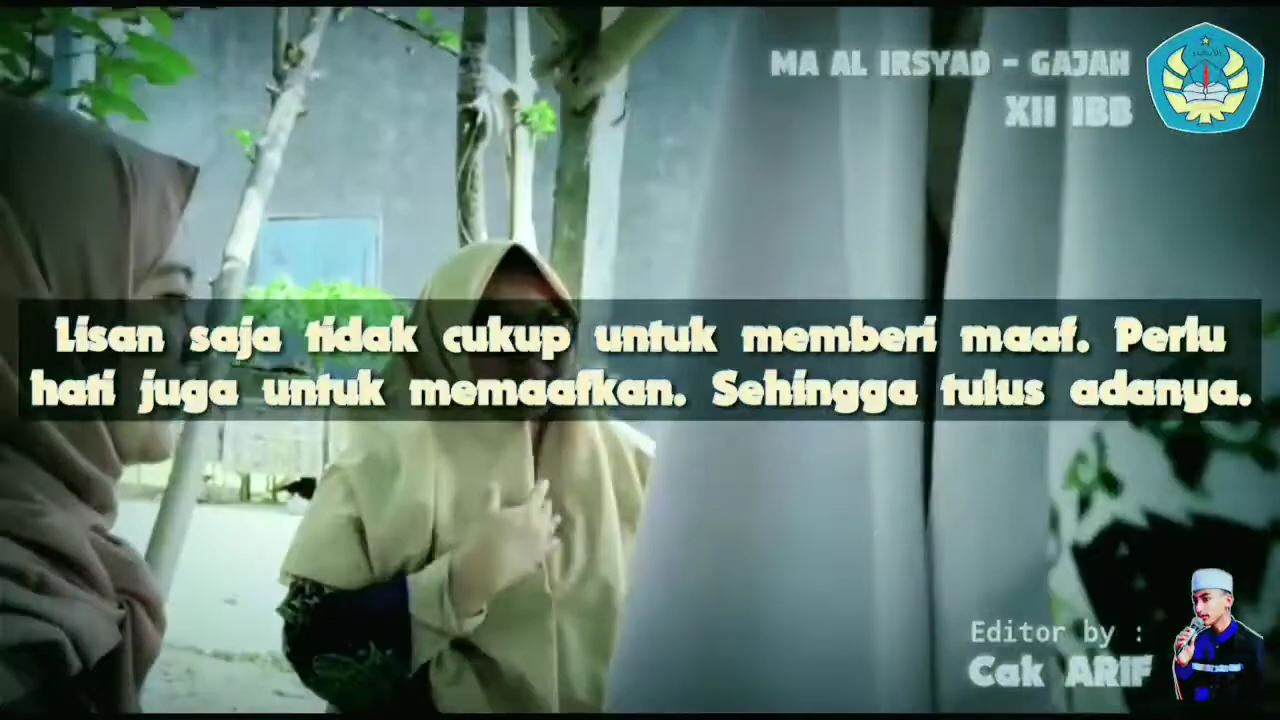 MA AL IRSYAD - GAJAH
XII IBB
Lisan saja tidak cukup untuk memberi maaf. Perlu
hati juga untuk memaafkan. Sehingga tulus adanya.
Editor by :
Cak ARIF